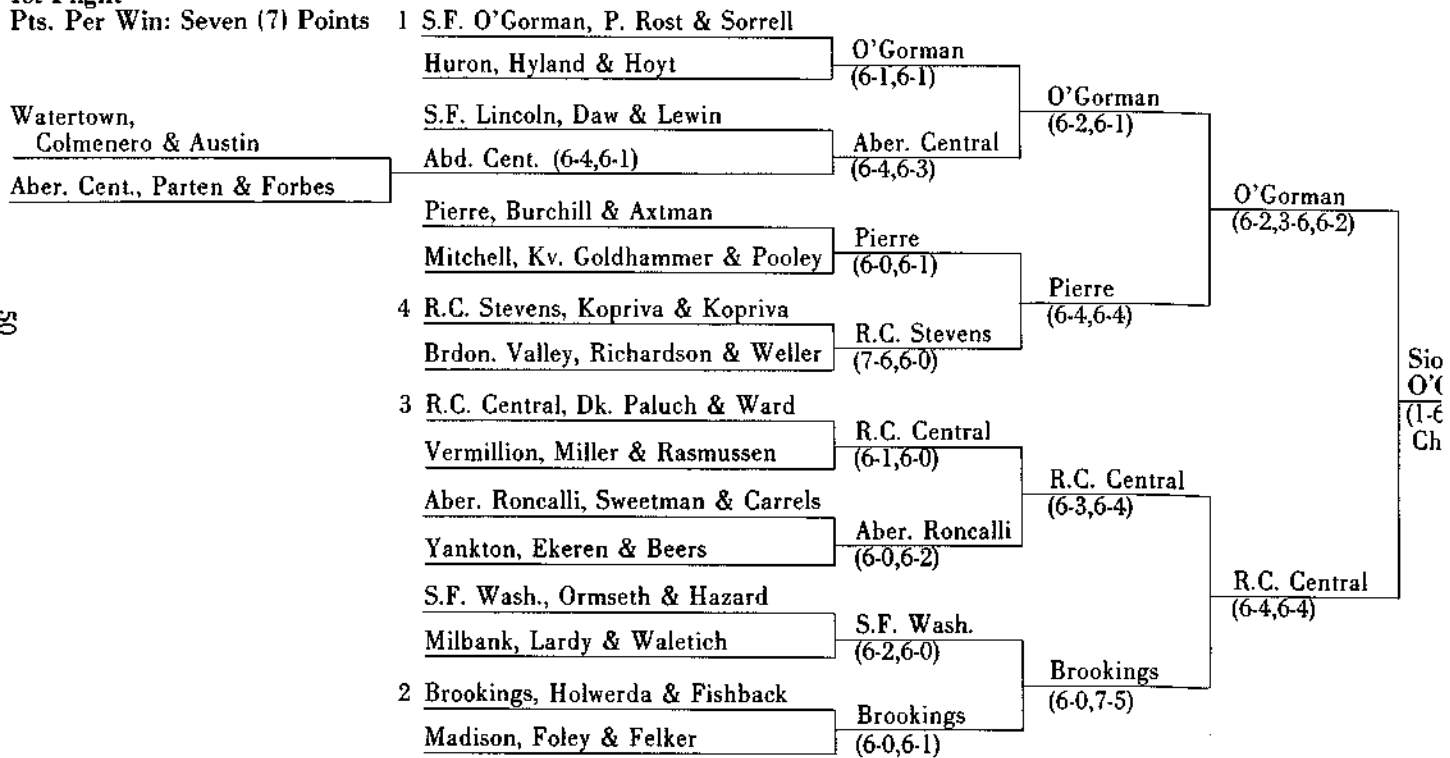 Pts. Per Win: Seven (7) Points
1 S.F. O'Gorman, P. Rost & Sorrell
Huron, Hyland & Hoyt
O'Gorman
(6-1,6-1)
Watertown,
Colmenero & Austin
Aber. Cent., Parten & Forbes
S.F. Lincoln, Daw & Lewin
Abd. Cent. (6-4,6-1)
Aber. Central
(6-4,6-3)
O'Gorman
(6-2,6-1)
Pierre, Burchill & Axtman
Mitchell, Kv. Goldhammer & Pooley
Pierre
(6-0,6-1)
4 R.C. Stevens, Kopriva & Kopriva
Brdon. Valley, Richardson & Weller
R.C. Stevens
(7-6,6-0)
Pierre
(6-4,6-4)
O'Gorman
(6-2,3-6,6-2)
50
3 R.C. Central, Dk. Paluch & Ward
Vermillion, Miller & Rasmussen
R.C. Central
(6-1,6-0)
Aber. Roncalli, Sweetman & Carrels
Yankton, Ekeren & Beers
Aber. Roncalli
(6-0,6-2)
R.C. Central
(6-3,6-4)
S.F. Wash., Ormseth & Hazard
Milbank, Lardy & Waletich
S.F. Wash.
(6-2,6-0)
2 Brookings, Holwerda & Fishback
Madison, Foley & Felker
Brookings
(6-0,6-1)
Brookings
(6-0,7-5)
R.C. Central
(6-4,6-4)
Sio
O'(
(1-6
Ch